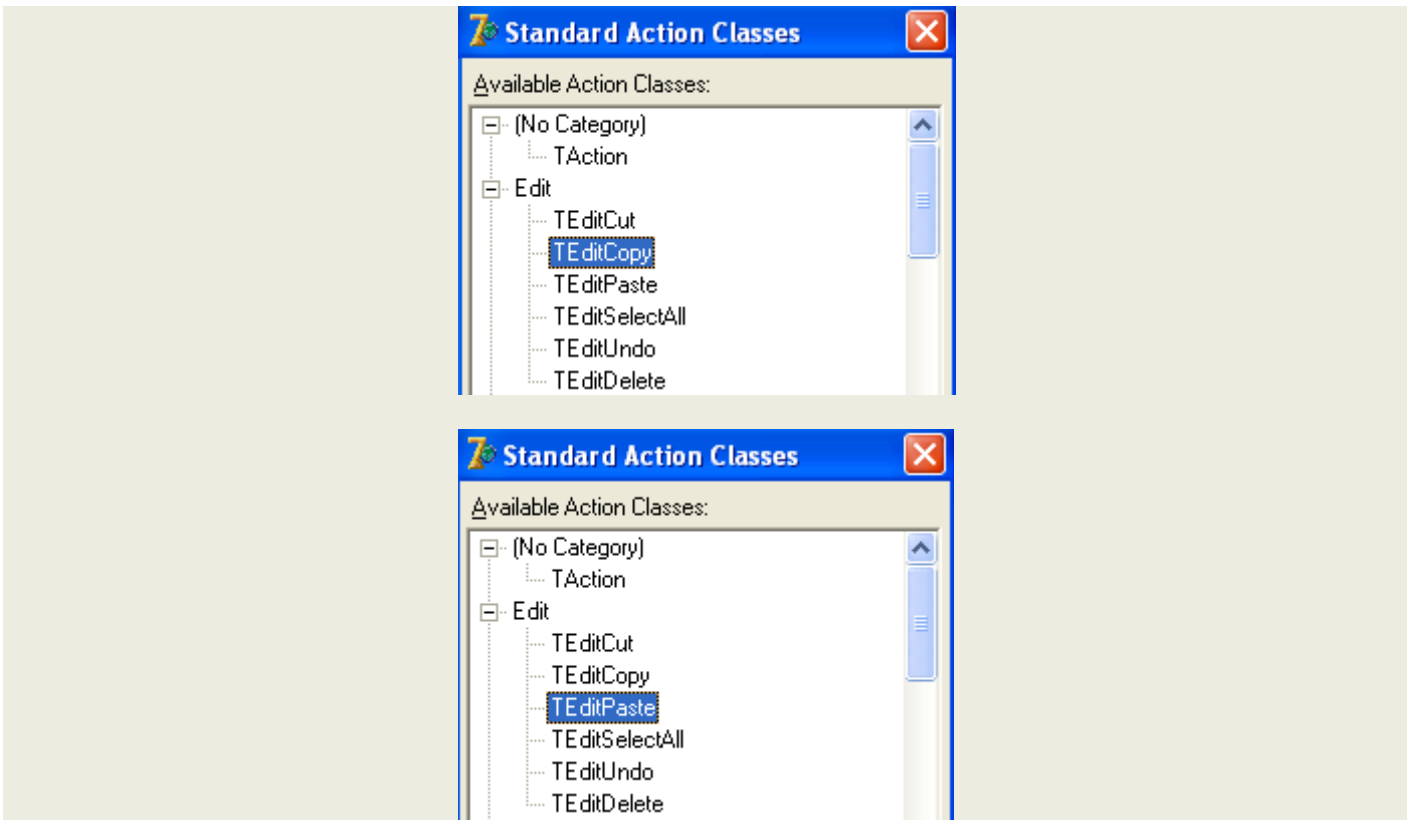 Standard Action Classes
Available Action Classes:
(No Category)
TAction
Edit
TEditCut
TEditCopy
TEditPaste
TEditSelectAll
TEditUndo
TEditDelete
Standard Action Classes
Available Action Classes:
(No Category)
TAction
Edit
TEditCut
TEditCopy
TEditPaste
TEditSelectAll
TEditUndo
TEditDelete